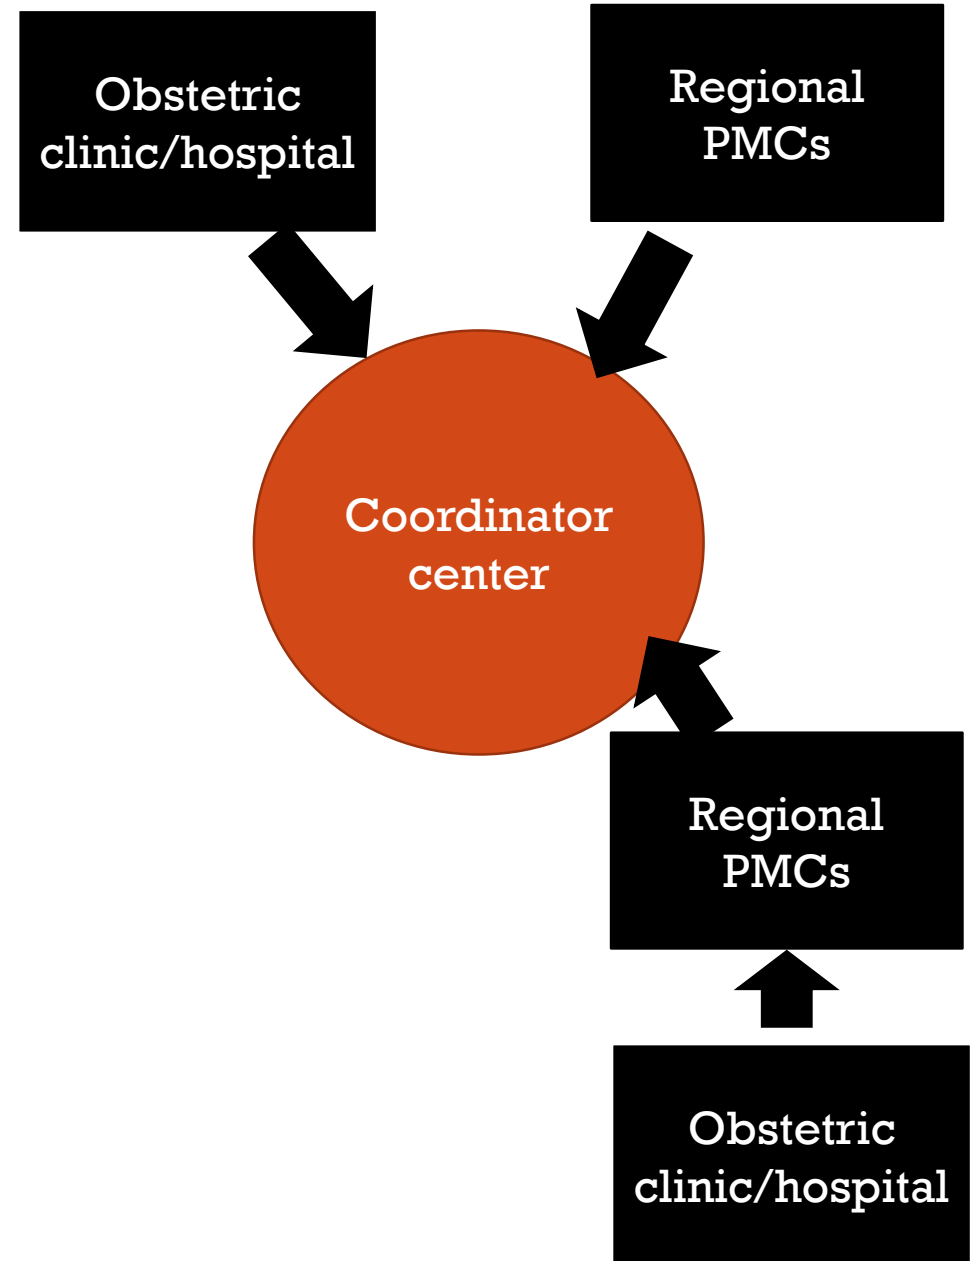 Obstetric
clinic/hospital
Regional
PMCs
Coordinator
center
Regional
PMCs
Obstetric
clinic/hospital